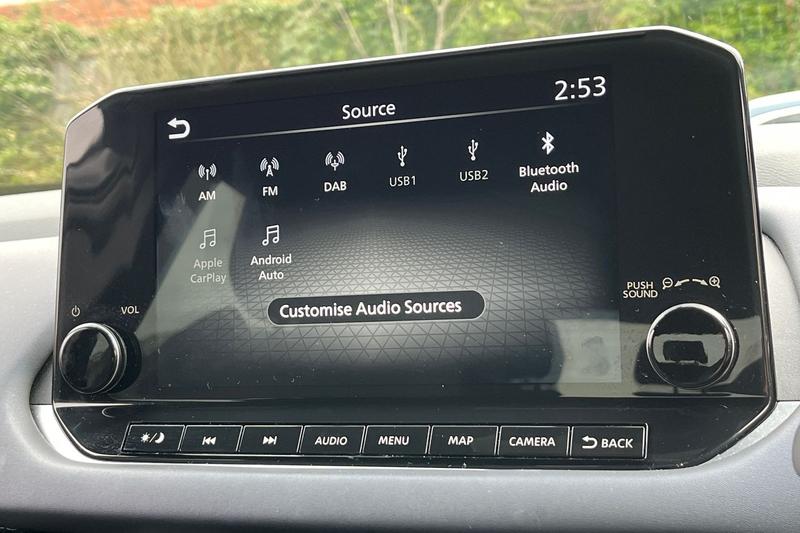 Source
2:53
AM
FM
DAB
USB1
USB2
Bluetooth
Audio
Apple
CarPlay
Android
Auto
Customise Audio Sources
VOL
PUSH
SOUND
AUDIO
MENU
MAP
CAMERA
BACK